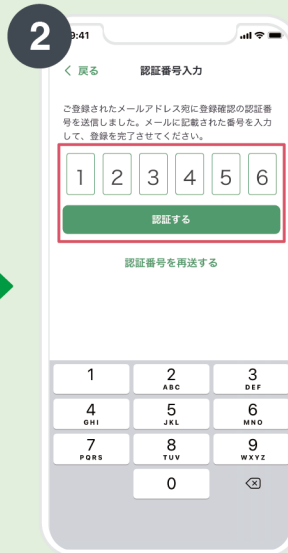 2
9:41
戻る
認証番号入力
ご登録されたメールアドレス宛に登録確認の認証番
号を送信しました。メールに記載された番号を入力
して、登録を完了させてください。
1 2 3 4 5 6
認証する
認証番号を再送する
1 2 3
ABC DEF
4 5 6
GHI JKL MNO
7 8 9
PQRS TUV WXYZ
0